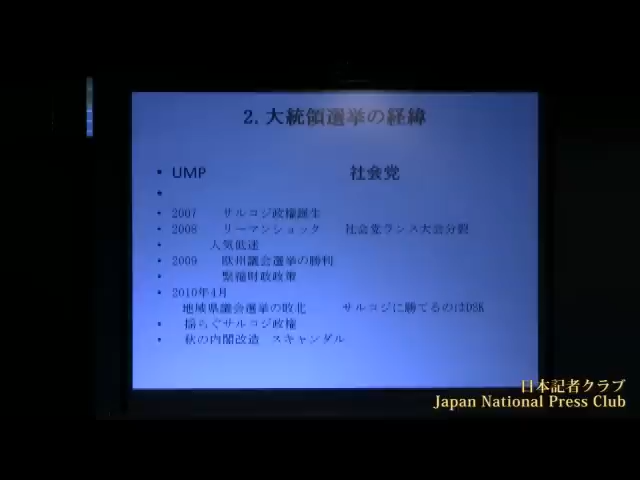 2. 大統領選挙の経緯
• UMP 社会党
•
• 2007 サルコジ政権誕生
• 2008 リーマンショック 社会党ランス大会分裂
• 人気低迷
• 2009 欧州議会選挙の勝利
• 緊縮財政政策
• 2010年4月
地域県議会選挙の敗北 サルコジに勝てるのはDSK
• 揺らぐサルコジ政権
• 秋の内閣改造 スキャンダル
日本記者クラブ
Japan National Press Club